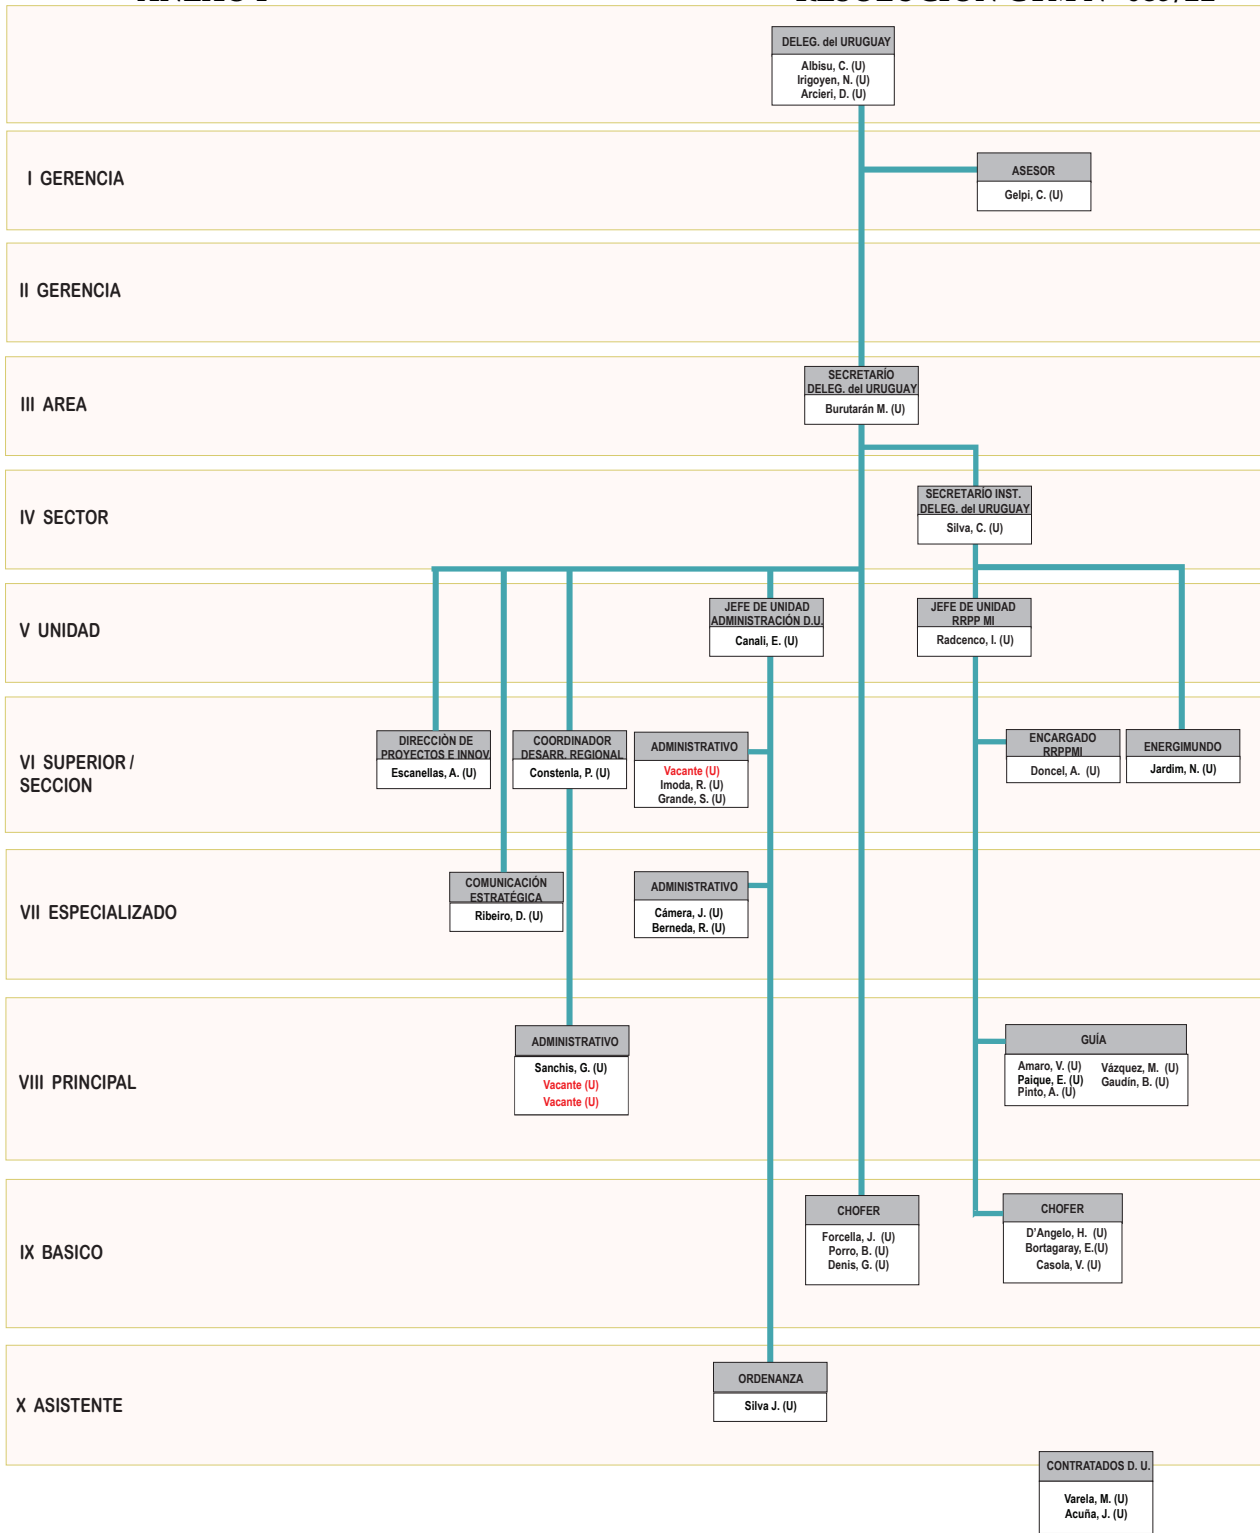 DELEG. del URUGUAY
Albisu, C. (U)
Irigoyen, N. (U)
Arcieri, D. (U)
I GERENCIA
ASESOR
Gelpi, C. (U)
II GERENCIA
III AREA
SECRETARÍO
DELEG. del URUGUAY
Burutarán M. (U)
IV SECTOR
SECRETARÍO INST.
DELEG. del URUGUAY
Silva, C. (U)
V UNIDAD
JEFE DE UNIDAD
ADMINISTRACIÓN D.U.
Canali, E. (U)
JEFE DE UNIDAD
RRPP MI
Radcenco, I. (U)
VI SUPERIOR /
SECCION
DIRECCIÒN DE
PROYECTOS E INNOV.
Escanellas, A. (U)
COORDINADOR
DESARR. REGIONAL
Constenla, P. (U)
ADMINISTRATIVO
Vacante (U)
Imoda, R. (U)
Grande, S. (U)
ENCARGADO
RRPPMI
Doncel, A. (U)
ENERGIMUNDO
Jardim, N. (U)
VII ESPECIALIZADO
COMUNICACIÓN
ESTRATÉGICA
Ribeiro, D. (U)
ADMINISTRATIVO
Cámera, J. (U)
Berneda, R. (U)
VIII PRINCIPAL
ADMINISTRATIVO
Sanchis, G. (U)
Vacante (U)
Vacante (U)
GUÍA
Amaro, V. (U) Vázquez, M. (U)
Paique, E. (U) Gaudín, B. (U)
Pinto, A. (U)
IX BASICO
CHOFER
Forcella, J. (U)
Porro, B. (U)
Denis, G. (U)
CHOFER
D'Angelo, H. (U)
Bortagaray, E.(U)
Casola, V. (U)
X ASISTENTE
ORDENANZA
Silva J. (U)
CONTRATADOS D. U.
Varela, M. (U)
Acuña, J. (U)